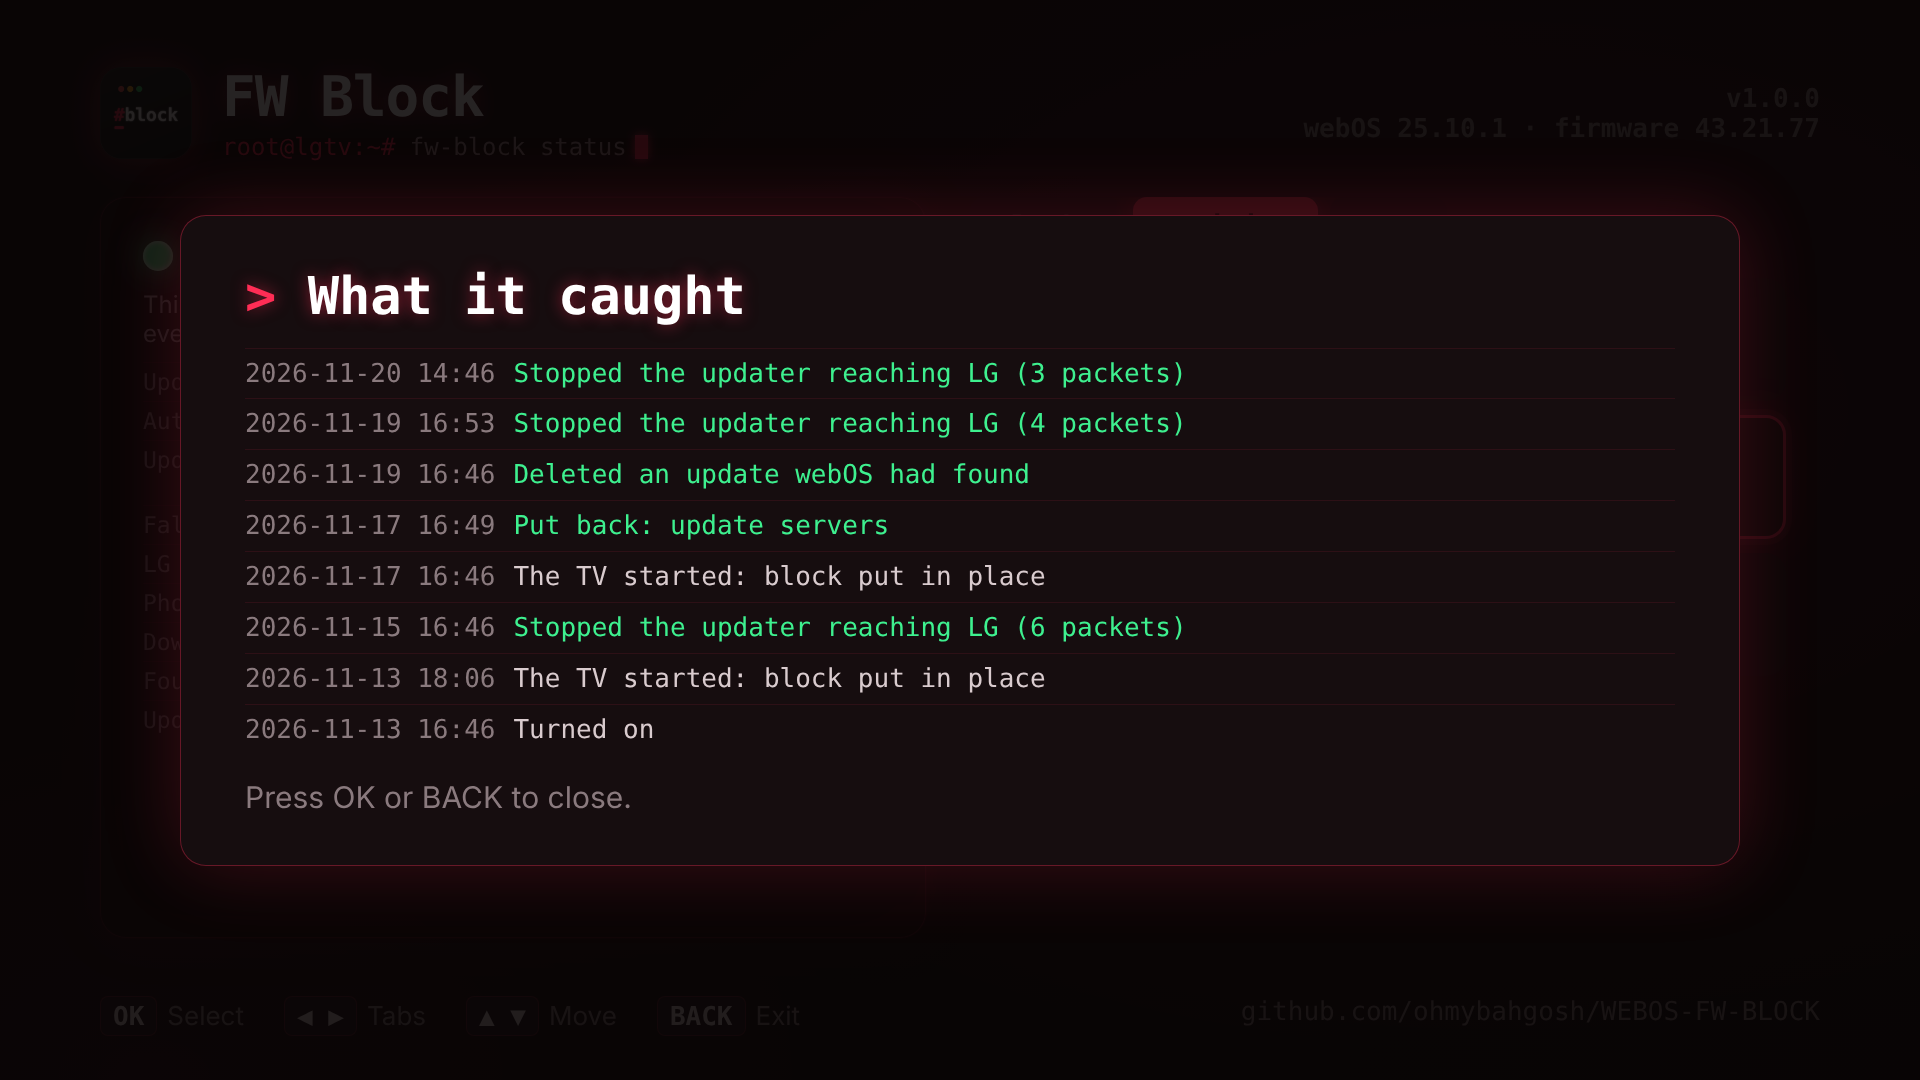 #block
FW Block
root@lgtv:~# fw-block status
v1.0.0
webOS 25.10.1 · firmware 43.21.77
> What it caught
2026-11-20 14:46 Stopped the updater reaching LG (3 packets)
2026-11-19 16:53 Stopped the updater reaching LG (4 packets)
2026-11-19 16:46 Deleted an update webOS had found
2026-11-17 16:49 Put back: update servers
2026-11-17 16:46 The TV started: block put in place
2026-11-15 16:46 Stopped the updater reaching LG (6 packets)
2026-11-13 18:06 The TV started: block put in place
2026-11-13 16:46 Turned on
Press OK or BACK to close.
OK Select ◀ ▶ Tabs ▲ ▼ Move BACK Exit
github.com/ohmybahgosh/WEBOS-FW-BLOCK